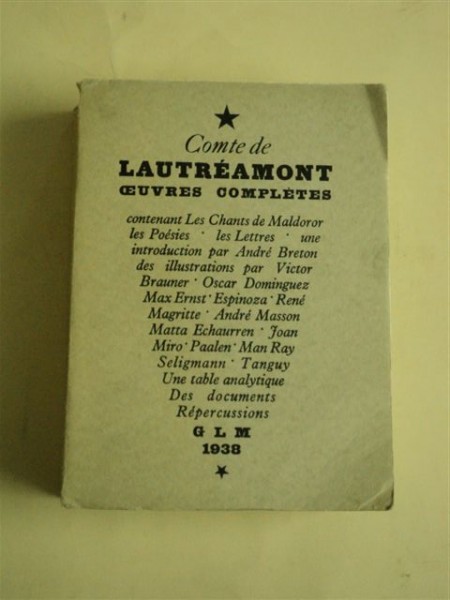 Comte de
LAUTRÉAMONT
ŒUVRES COMPLÈTES
contenant Les Chants de Maldoror
les Poésies · les Lettres · une
introduction par André Breton
des illustrations par Victor
Brauner · Oscar Dominguez
Max Ernst · Espinoza · René
Magritte · André Masson
Matta Echaurren · Joan
Miro · Paalen · Man Ray
Seligmann · Tanguy
Une table analytique
Des documents
Répercussions
G L M
1938